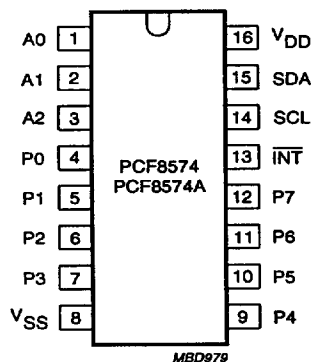 A0 1 16 VDD
A1 2 15 SDA
A2 3 14 SCL
P0 4 13 INT
PCF8574
PCF8574A
P1 5 12 P7
P2 6 11 P6
P3 7 10 P5
VSS 8 9 P4
MBD979